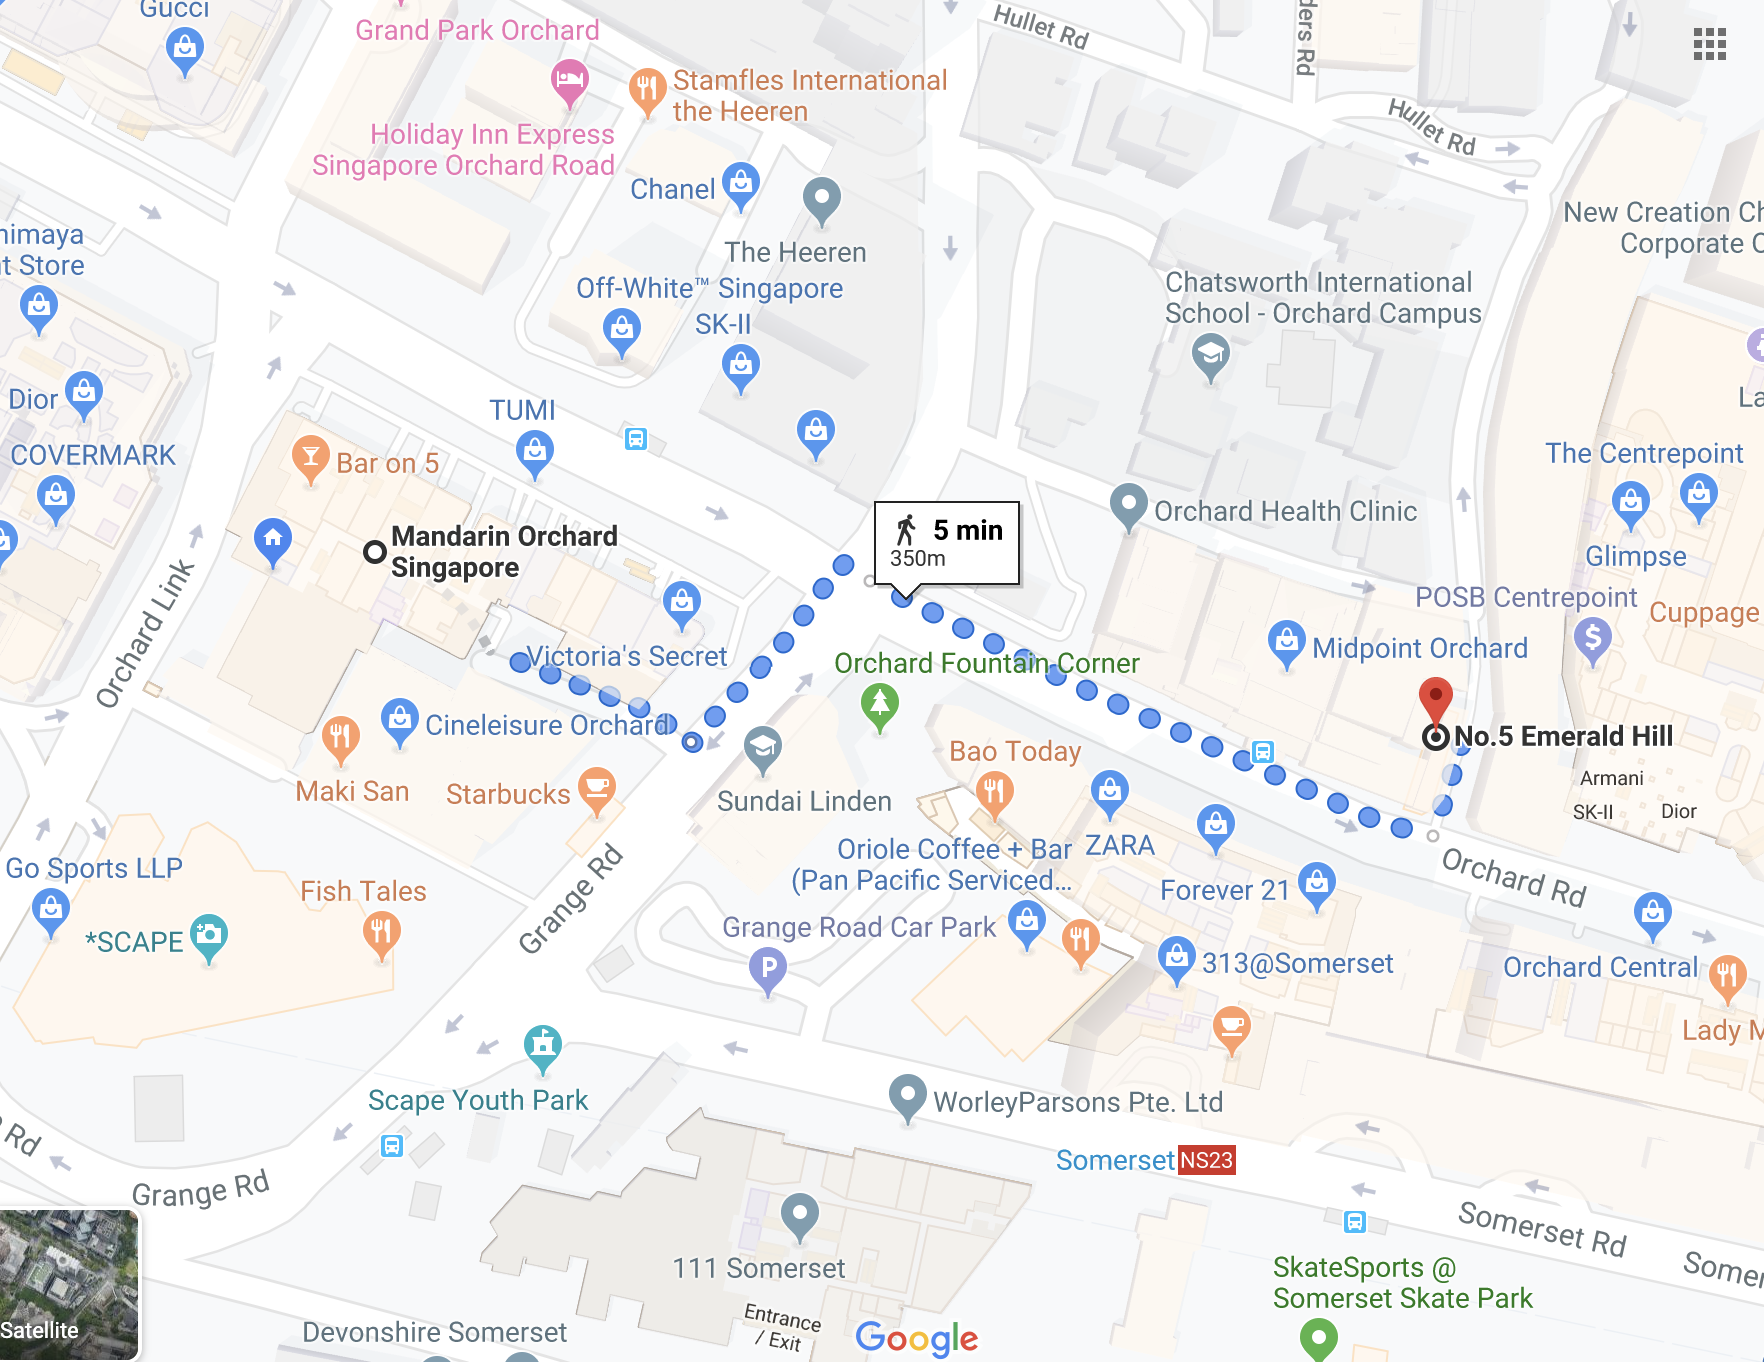 Gucci
Grand Park Orchard
Hullet Rd
Stamfles International
the Heeren
Holiday Inn Express
Singapore Orchard Road
Hullet Rd
Chanel
New Creation
Corporate
The Heeren
t Store
Off-White™ Singapore
SK-II
Chatsworth International
School - Orchard Campus
Dior
TUMI
COVERMARK
Bar on 5
The Centrepoint
Orchard Health Clinic
5 min
350m
Mandarin Orchard
Singapore
Glimpse
POSB Centrepoint
Cuppage
Orchard Link
Victoria's Secret
Orchard Fountain Corner
Midpoint Orchard
Cineleisure Orchard
No.5 Emerald Hill
Bao Today
Armani
SK-II
Dior
Maki San
Starbucks
Sundai Linden
ZARA
Oriole Coffee + Bar
(Pan Pacific Serviced...
Go Sports LLP
Orchard Rd
Fish Tales
Grange Rd
Forever 21
*SCAPE
Grange Road Car Park
P
313@Somerset
Orchard Central
Lady M
Scape Youth Park
WorleyParsons Pte. Ltd
Rd
Somerset NS23
Grange Rd
Somerset Rd
111 Somerset
SkateSports @
Somerset Skate Park
Entrance
/ Exit
Satellite
Devonshire Somerset
Google